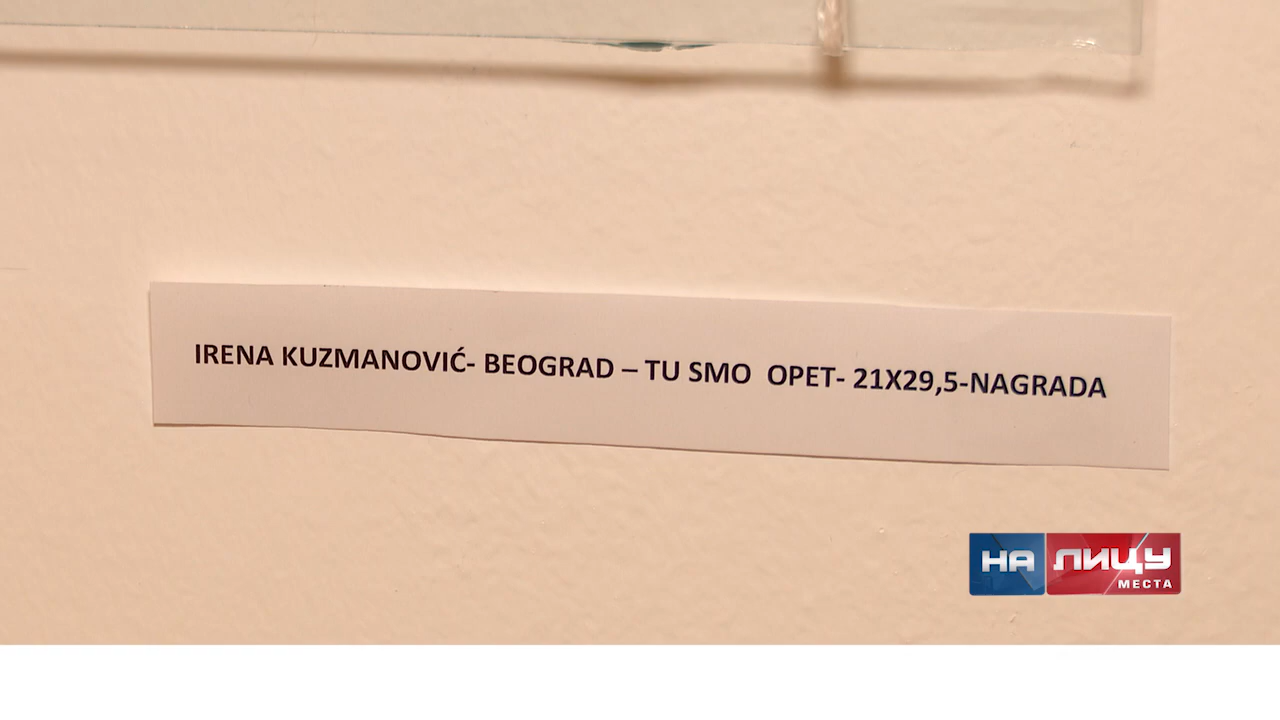 IRENA KUZMANOVIĆ- BEOGRAD – TU SMO  OPET- 21X29,5-NAGRADA
НА ЛИЦУ
МЕСТА